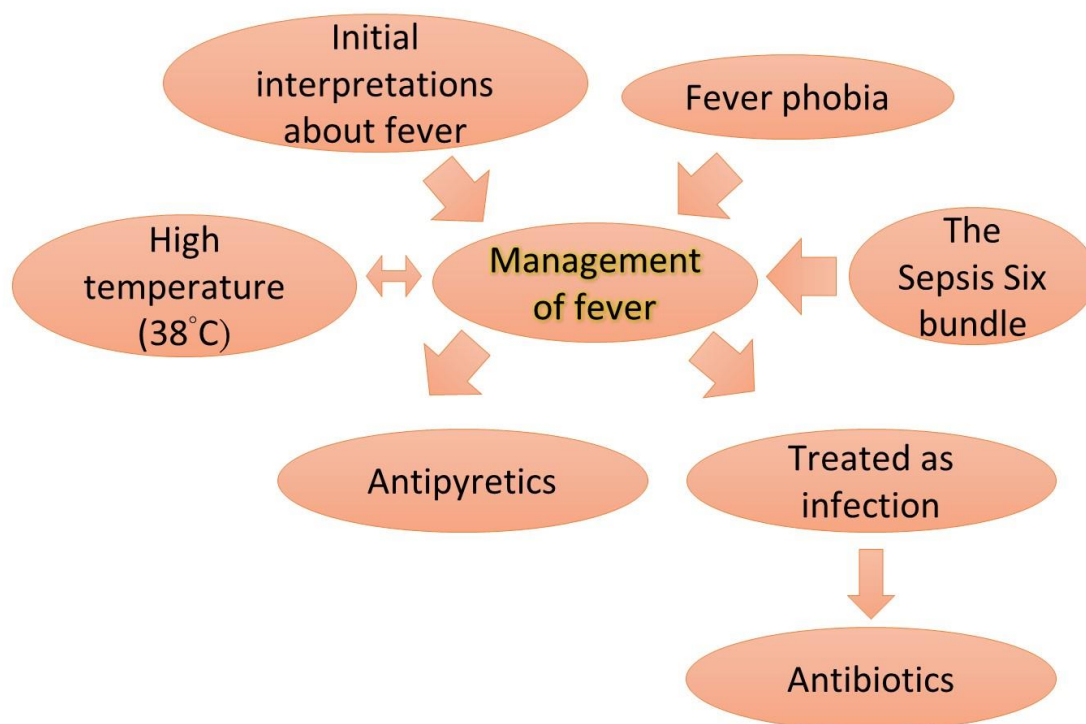 Initial
interpretations
about fever
Fever phobia
High
temperature
(38°C)
Management
of fever
The
Sepsis Six
bundle
Antipyretics
Treated as
infection
Antibiotics